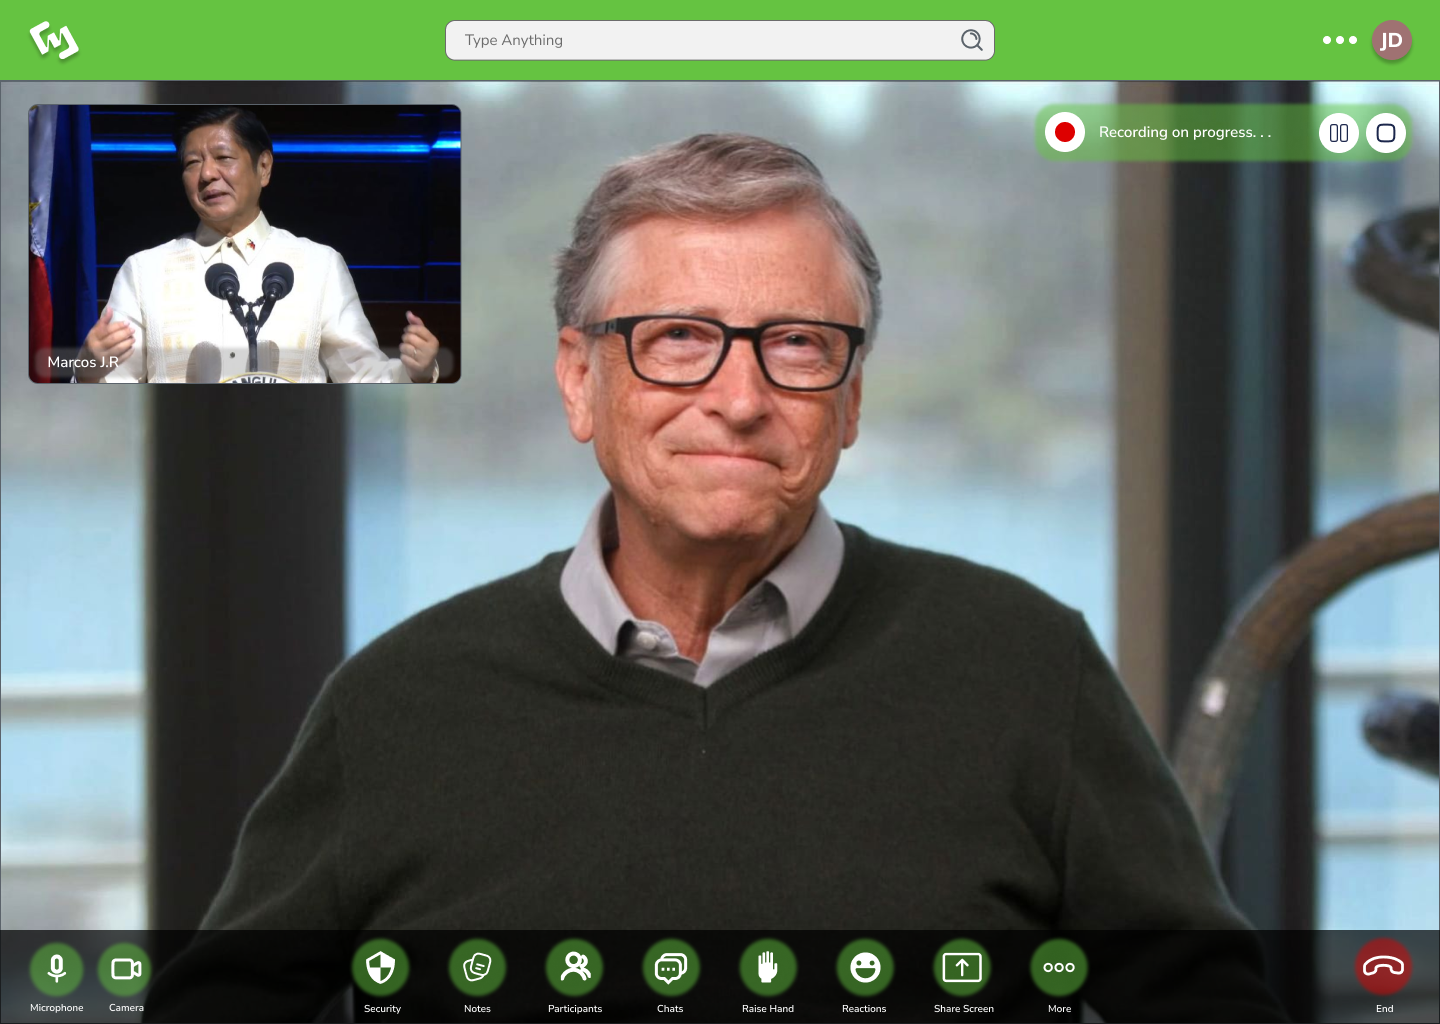 Type Anything
JD
Recording on progress. . .
Marcos J.R
ANGUL
Microphone
Camera
Security
Notes
Participants
Chats
Raise Hand
Reactions
Share Screen
More
End